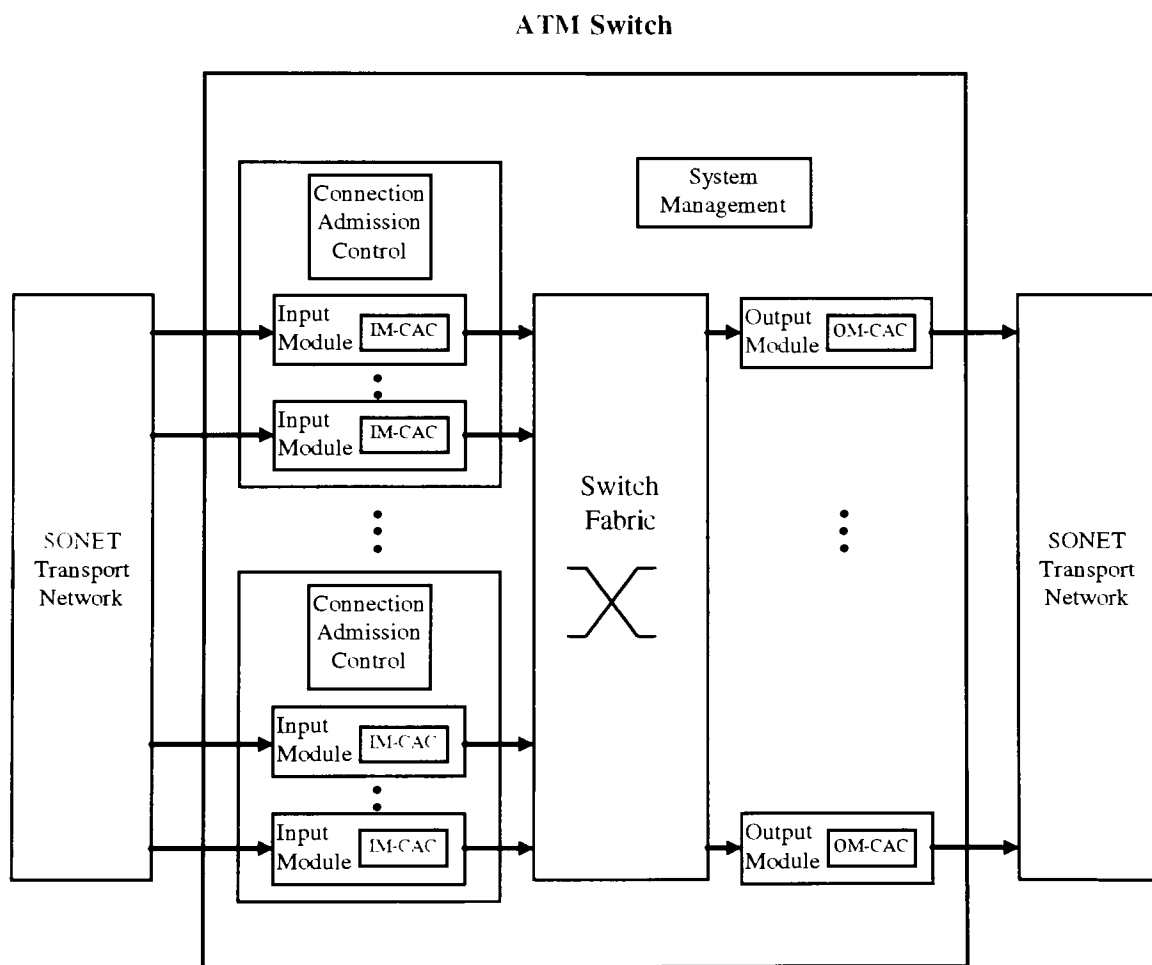 ATM Switch
System
Management
Connection
Admission
Control
Input
Module
IM-CAC
Input
Module
IM-CAC
Connection
Admission
Control
Input
Module
IM-CAC
Input
Module
IM-CAC
SONET
Transport
Network
Switch
Fabric
Output
Module
OM-CAC
Output
Module
OM-CAC
SONET
Transport
Network